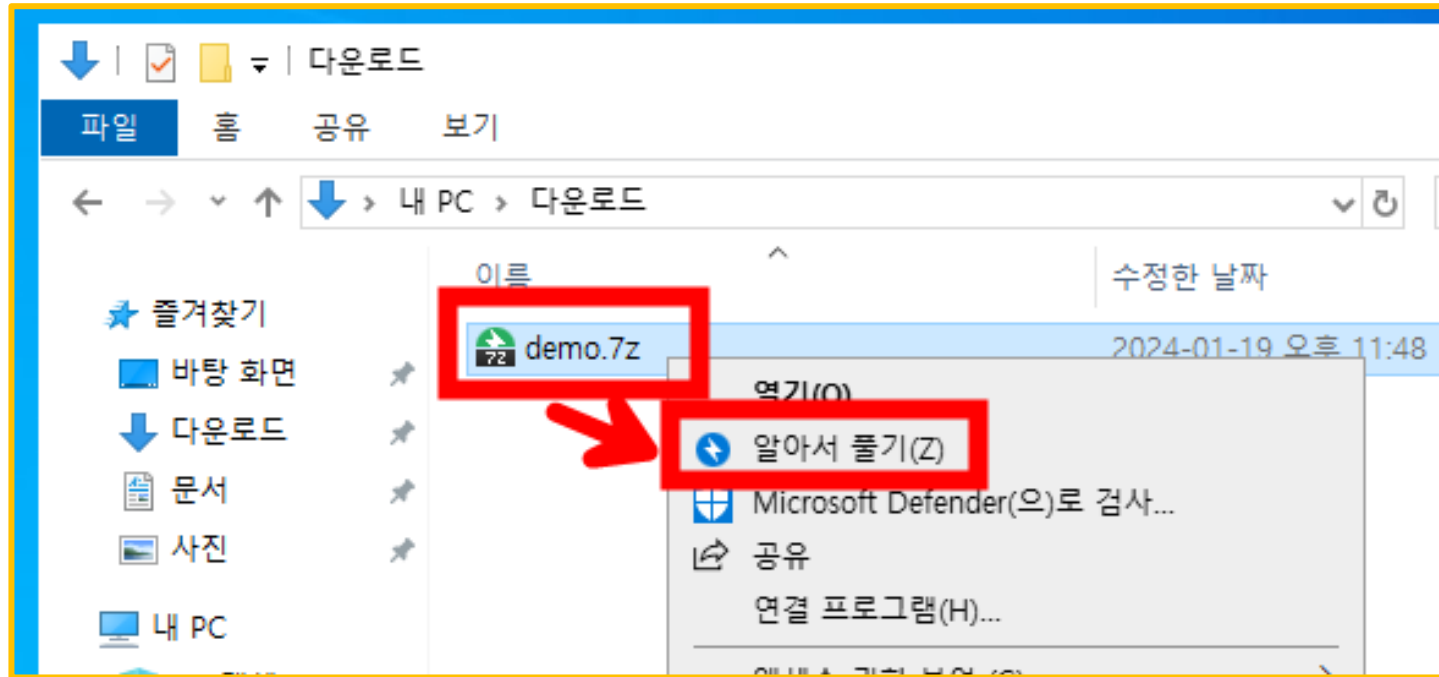 다운로드
파일 홈 공유 보기
내 PC 다운로드
이름 수정한 날짜
즐겨찾기
demo.7z 2024-01-19 오후 11:48
7Z
바탕 화면
열기(O)
다운로드
알아서 풀기(Z)
문서
Microsoft Defender(으)로 검사...
사진
공유
연결 프로그램(H)...
내 PC